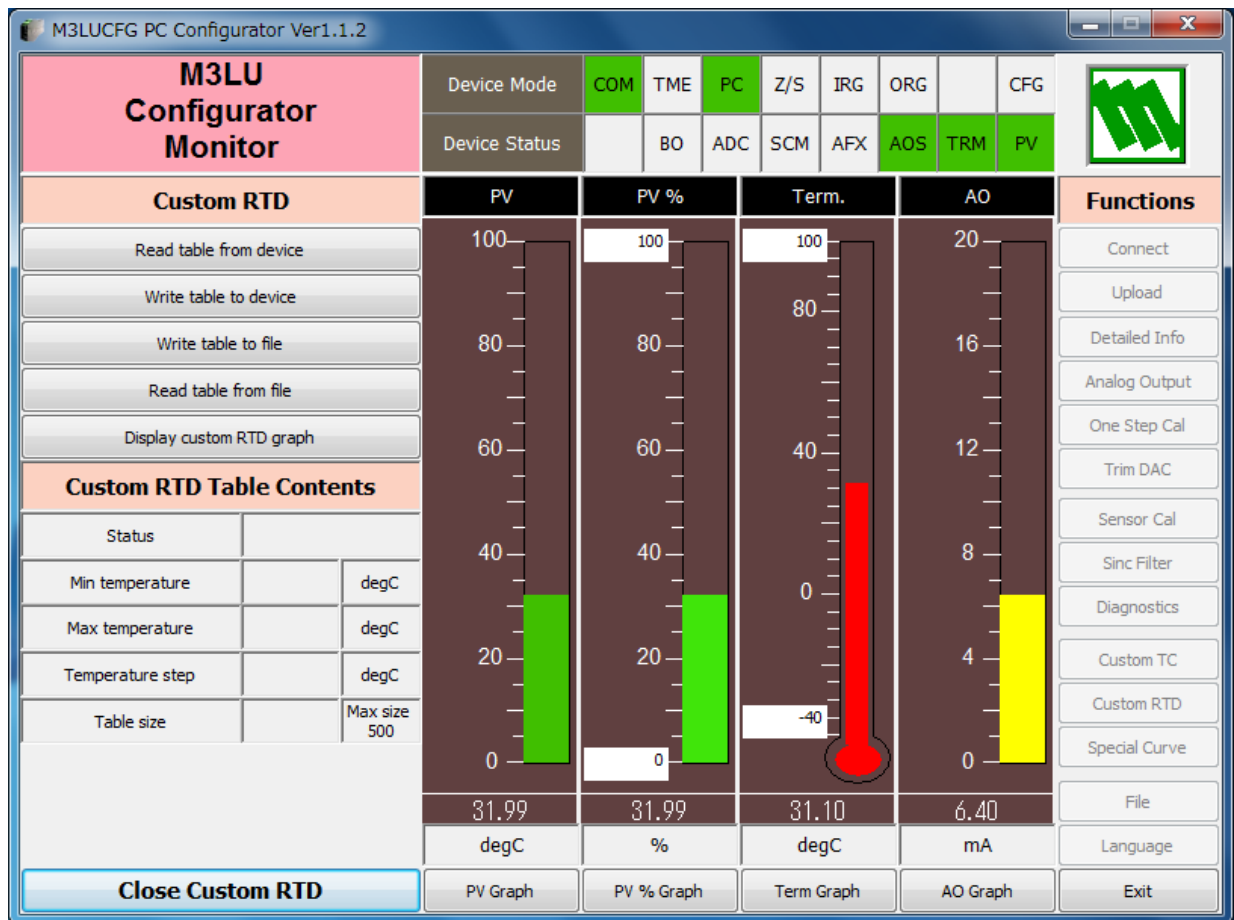 M3LUCFG PC Configurator Ver1.1.2
M3LU
Configurator
Monitor
Device Mode COM TME PC Z/S IRG ORG CFG
Device Status BO ADC SCM AFX AOS TRM PV
Custom RTD
Read table from device
Write table to device
Write table to file
Read table from file
Display custom RTD graph
Custom RTD Table Contents
Status
Min temperature degC
Max temperature degC
Temperature step degC
Table size Max size
500
Close Custom RTD
PV
100
80
60
40
20
0
31.99
degC
PV Graph
PV %
100
80
60
40
20
0
31.99
%
PV % Graph
Term.
100
80
40
0
-40
31.10
degC
Term Graph
AO
20
16
12
8
4
0
6.40
mA
AO Graph
Functions
Connect
Upload
Detailed Info
Analog Output
One Step Cal
Trim DAC
Sensor Cal
Sinc Filter
Diagnostics
Custom TC
Custom RTD
Special Curve
File
Language
Exit